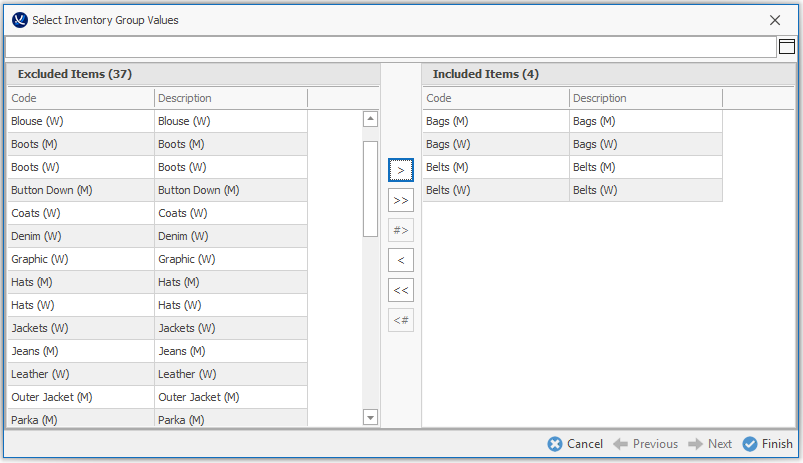 Select Inventory Group Values
Excluded Items (37)
Code Description
Blouse (W) Blouse (W)
Boots (M) Boots (M)
Boots (W) Boots (W)
Button Down (M) Button Down (M)
Coats (W) Coats (W)
Denim (W) Denim (W)
Graphic (W) Graphic (W)
Hats (M) Hats (M)
Hats (W) Hats (W)
Jackets (W) Jackets (W)
Jeans (M) Jeans (M)
Leather (W) Leather (W)
Outer Jacket (M) Outer Jacket (M)
Parka (M) Parka (M)
>
>>
#>
<
<<
<#
Included Items (4)
Code Description
Bags (M) Bags (M)
Bags (W) Bags (W)
Belts (M) Belts (M)
Belts (W) Belts (W)
Cancel Previous Next Finish